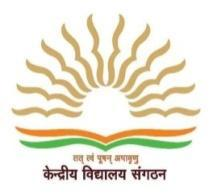 तत् त्वं पूषन् अपावृणु
केन्द्रीय विद्यालय संगठन